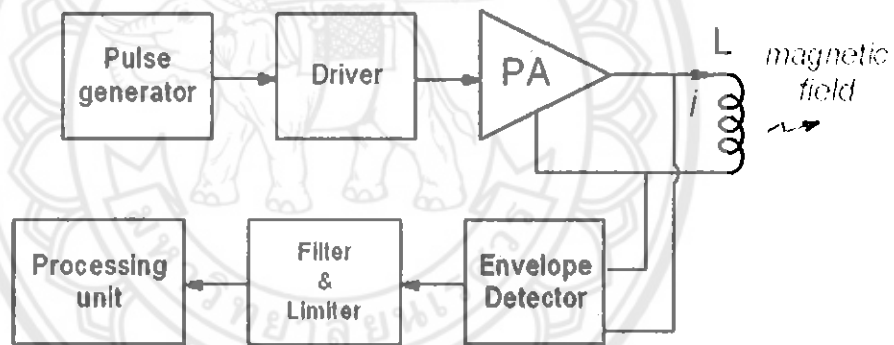 Pulse
generator
Driver
PA
L
i
magnetic
field
Processing
unit
Filter
&
Limiter
Envelope
Detector